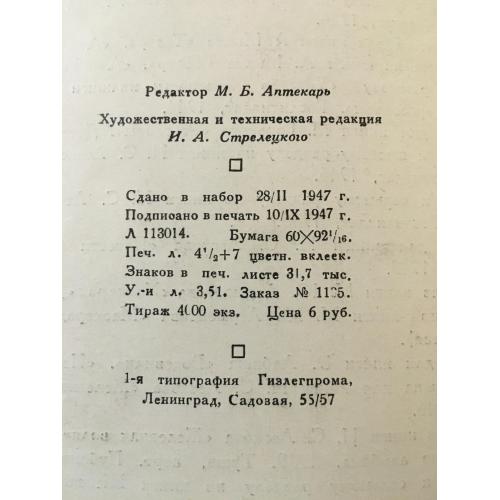 Редактор М. Б. Аптекарь
Художественная и техническая редакция
И. А. Стрелецкого
Сдано в набор 28/II 1947 г.
Подписано в печать 10/IX 1947 г.
Л 113014. Бумага 60×92¹/₁₆.
Печ. л. 4¹/₂+7 цветн. вклеек.
Знаков в печ. листе 31,7 тыс.
У.-и л. 3,51. Заказ №
Тираж 4000 экз. Цена 6 руб.
1-я типография Гизлегпрома,
Ленинград, Садовая, 55/57